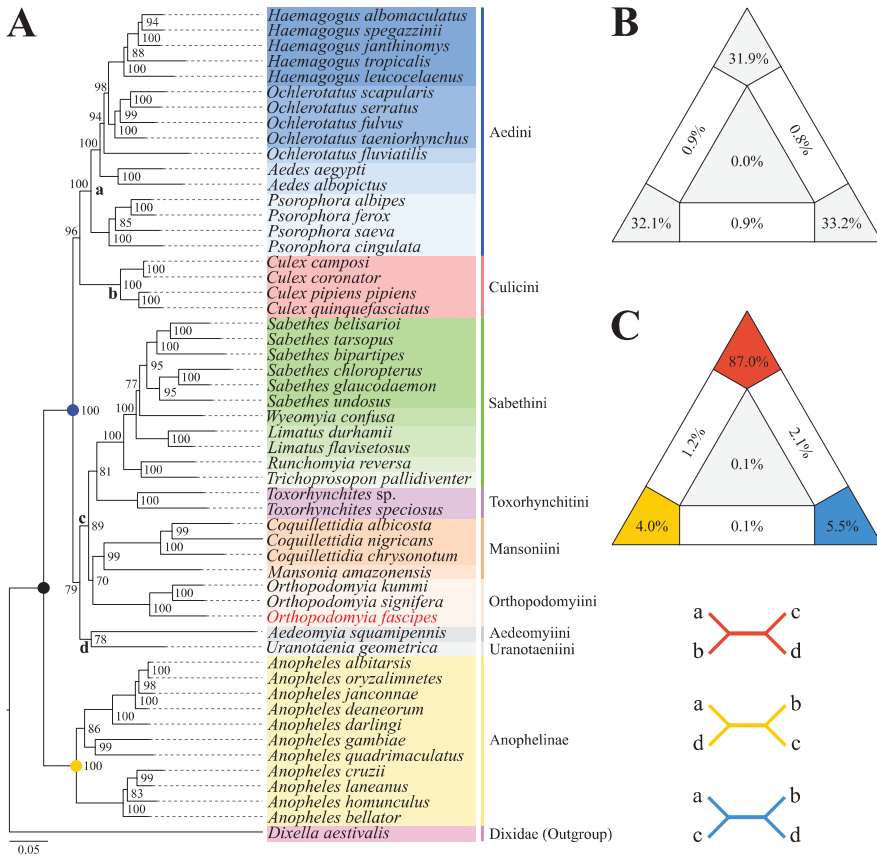 A
Haemagogus albomaculatus
94
Haemagogus spegazzinii
100
Haemagogus janthinomys
88
Haemagogus tropicalis
100
Haemagogus leucocelaenus
98
Ochlerotatus scapularis
100
Ochlerotatus serratus
99
Ochlerotatus fulvus
94
100
Ochlerotatus taeniorhynchus
100
Ochlerotatus fluviatilis
Aedes aegypti
100
100
a
Aedes albopictus
Psorophora albipes
100
Psorophora ferox
85
Psorophora saeva
96
100
Psorophora cingulata
Aedini
Culex camposi
100
Culex coronator
b
100
Culex pipiens pipiens
100
Culex quinquefasciatus
Culicini
Sabethes belisarioi
100
Sabethes tarsopus
100
Sabethes bipartipes
95
Sabethes chloropterus
77
100
Sabethes glaucodaemon
95
Sabethes undosus
100
100
Wyeomyia confusa
Limatus durhamii
100
100
Limatus flavisetosus
Runchomyia reversa
81
100
Trichoprosopon pallidiventer
Sabethini
Toxorhynchites sp.
100
Toxorhynchites speciosus
Toxorhynchitini
c
89
Coquillettidia albicosta
99
Coquillettidia nigricans
100
99
Coquillettidia chrysonotum
70
Mansonia amazonensis
Mansoniini
79
Orthopodomyia kummi
100
Orthopodomyia signifera
100
Orthopodomyia fascipes
Orthopodomyiini
Aedeomyia squamipennis
Aedeomyiini
78
d
Uranotaenia geometrica
Uranotaeniini
Anopheles albitarsis
100
Anopheles oryzalimnetes
98
Anopheles janconnae
100
Anopheles deaneorum
100
Anopheles darlingi
86
Anopheles gambiae
99
Anopheles quadrimaculatus
100
Anopheles cruzii
99
Anopheles laneanus
83
Anopheles homunculus
100
Anopheles bellator
Anophelinae
Dixella aestivalis
Dixidae (Outgroup)
0.05
B
31.9%
0.9%
0.8%
0.0%
32.1%
0.9%
33.2%
C
87.0%
1.2%
2.1%
0.1%
4.0%
0.1%
5.5%
a c
b d
a b
d c
a b
c d